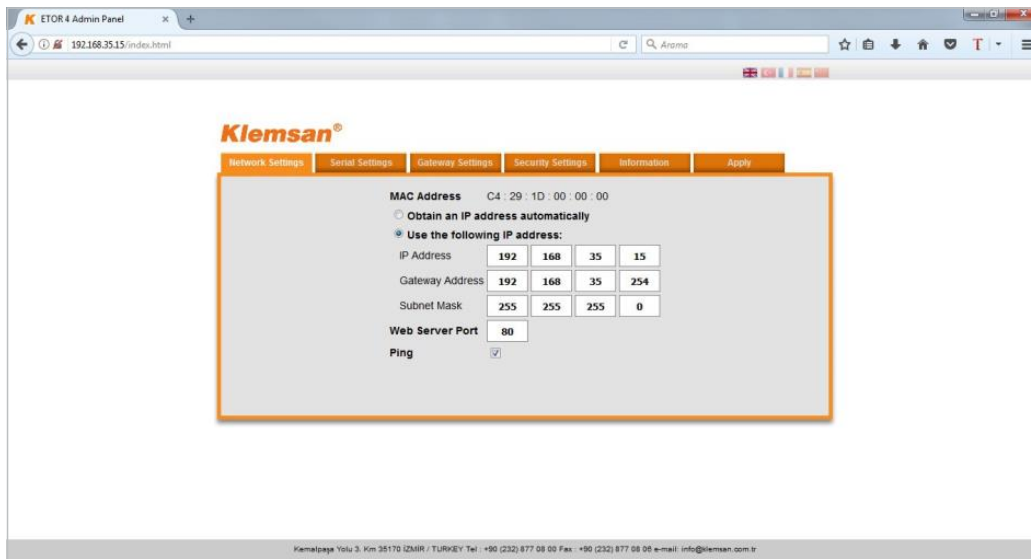 ETOR 4 Admin Panel
192.168.35.15/index.html
Arama
Klemsan®
Network Settings Serial Settings Gateway Settings Security Settings Information Apply
MAC Address C4 : 29 : 1D : 00 : 00 : 00
Obtain an IP address automatically
Use the following IP address:
IP Address 192 168 35 15
Gateway Address 192 168 35 254
Subnet Mask 255 255 255 0
Web Server Port 80
Ping
Kemalpaşa Yolu 3. Km 35170 İZMİR / TURKEY Tel : +90 (232) 877 08 00 Fax : +90 (232) 877 08 06 e-mail: info@klemsan.com.tr